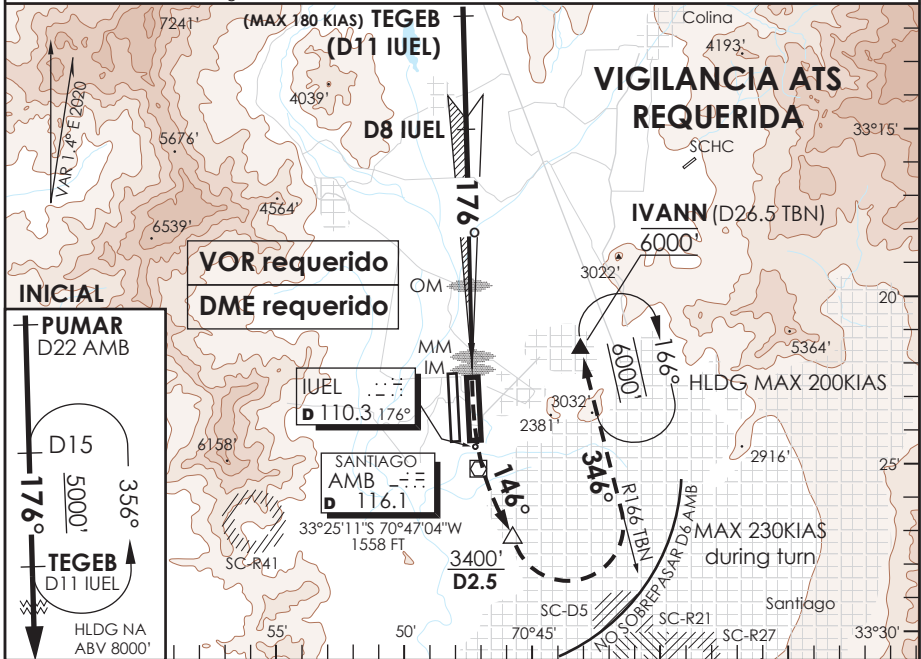 7241'
(MAX 180 KIAS) TEGEB
(D11 IUEL)
Colina
4193'
VIGILANCIA ATS
REQUERIDA
4039'
VAR 1.4° E 2020
D8 IUEL
33°15'
5676'
SCHC
176°
4564'
IVANN (D26.5 TBN)
6000'
6539'
VOR requerido
DME requerido
3022'
OM
INICIAL
20'
PUMAR
D22 AMB
MM
IM
5364'
6000'
166°
HLDG MAX 200KIAS
IUEL
D 110.3 176°
3032'
2381'
D15
6158'
2916'
SANTIAGO
AMB
D 116.1
25'
176°
5000'
356°
146°
346°
R166 TBN
33°25'11"S 70°47'04"W
1558 FT
MAX 230KIAS
during turn
SC-R41
3400'
D2.5
TEGEB
D11 IUEL
NO SOBREPASAR D6 AMB
SC-D5
Santiago
SC-R21
SC-R27
HLDG NA
ABV 8000'
55'
50'
70°45'
33°30'